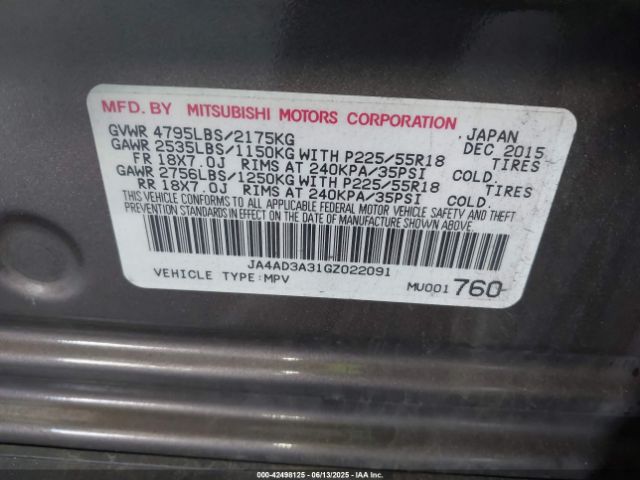 MFD. BY MITSUBISHI MOTORS CORPORATION
GVWR 4795LBS/2175KG JAPAN
GAWR 2535LBS/1150KG WITH P225/55R18 DEC 2015
FR 18X7.0J RIMS AT 240KPA/35PSI COLD. TIRES
GAWR 2756LBS/1250KG WITH P225/55R18 TIRES
RR 18X7.0J RIMS AT 240KPA/35PSI COLD.
THIS VEHICLE CONFORMS TO ALL APPLICABLE FEDERAL MOTOR VEHICLE SAFETY AND THEFT
PREVENTION STANDARDS IN EFFECT ON THE DATE OF MANUFACTURE SHOWN ABOVE.
JA4AD3A31GZ022091
VEHICLE TYPE:MPV MU001 760
000-42498125 - 06/13/2025 - IAAI.COM